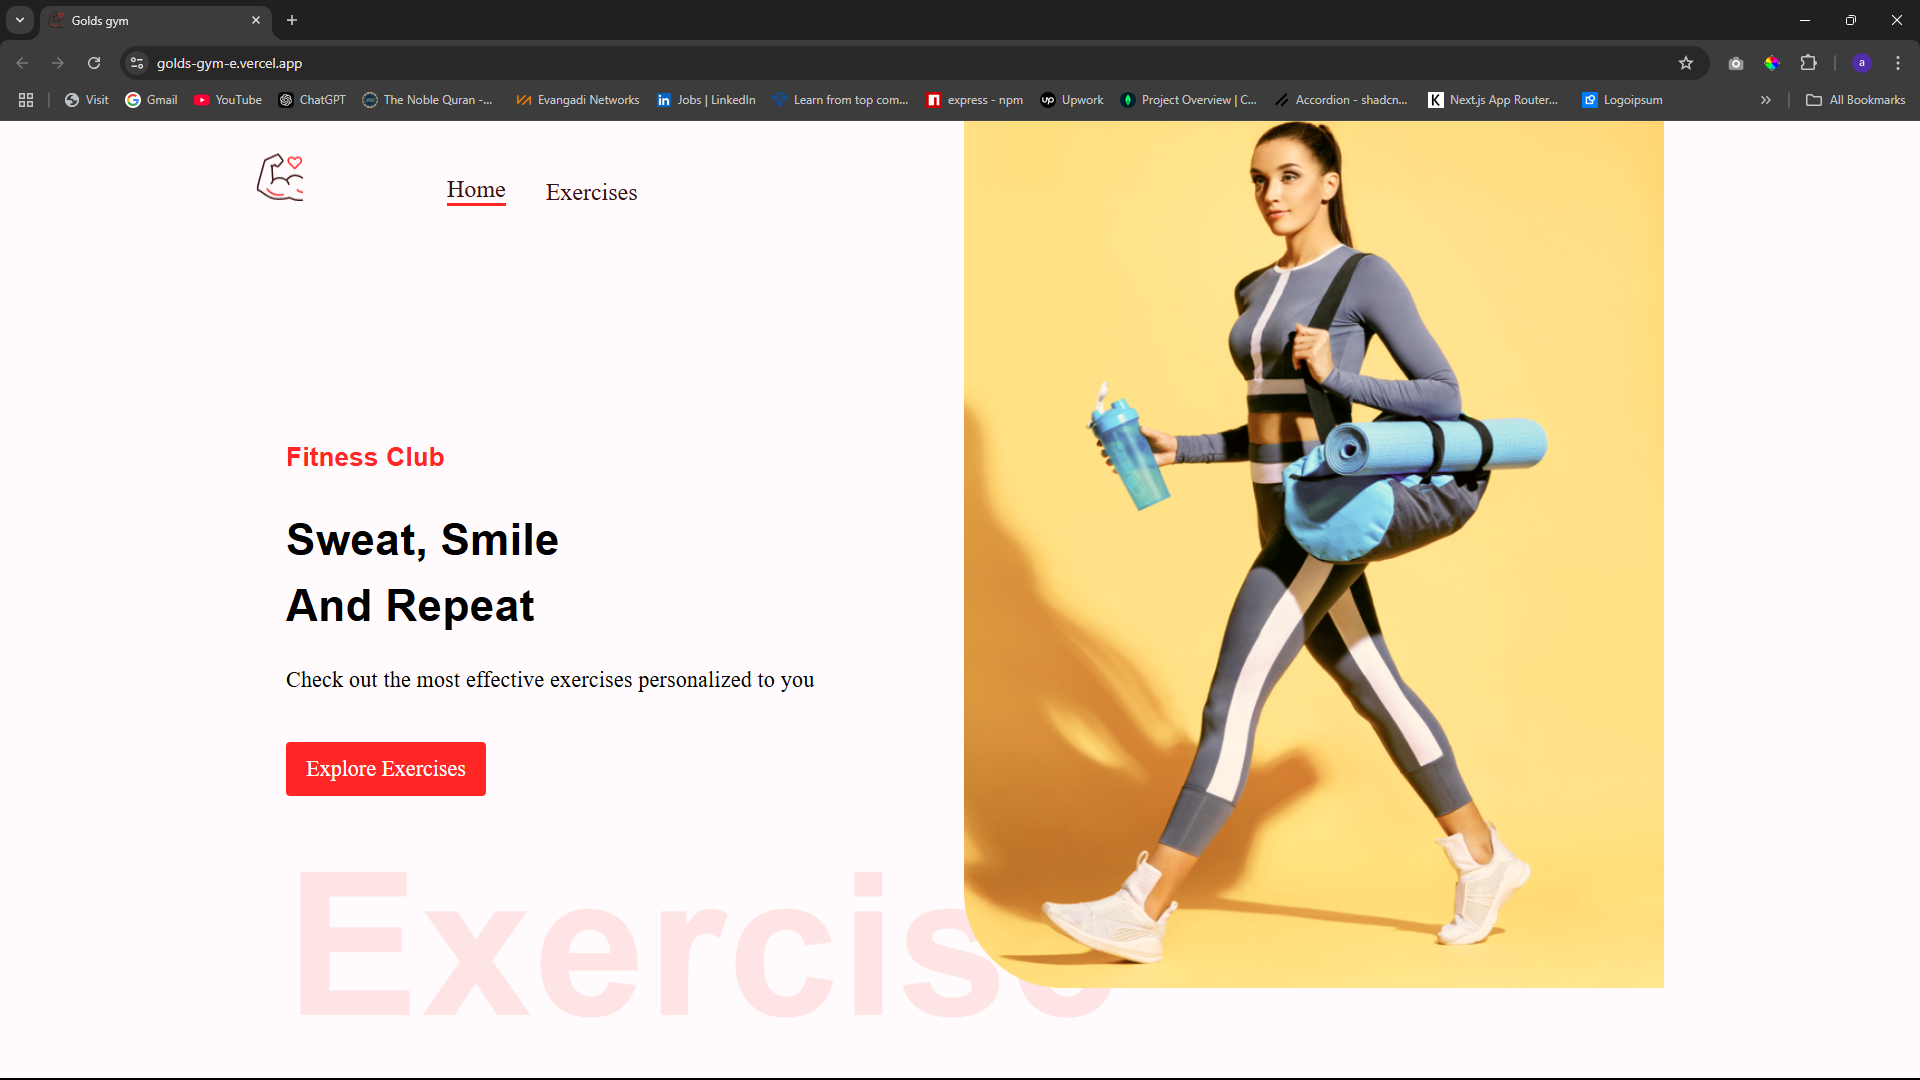 Golds gym
golds-gym-e.vercel.app
a
Visit
Gmail
YouTube
ChatGPT
The Noble Quran -...
Evangadi Networks
Jobs | LinkedIn
Learn from top com...
express - npm
Upwork
Project Overview | C...
Accordion - shadcn...
Next.js App Router...
Logoipsum
All Bookmarks
Home
Exercises
Fitness Club
Sweat, Smile
And Repeat
Check out the most effective exercises personalized to you
Explore Exercises
Exercise